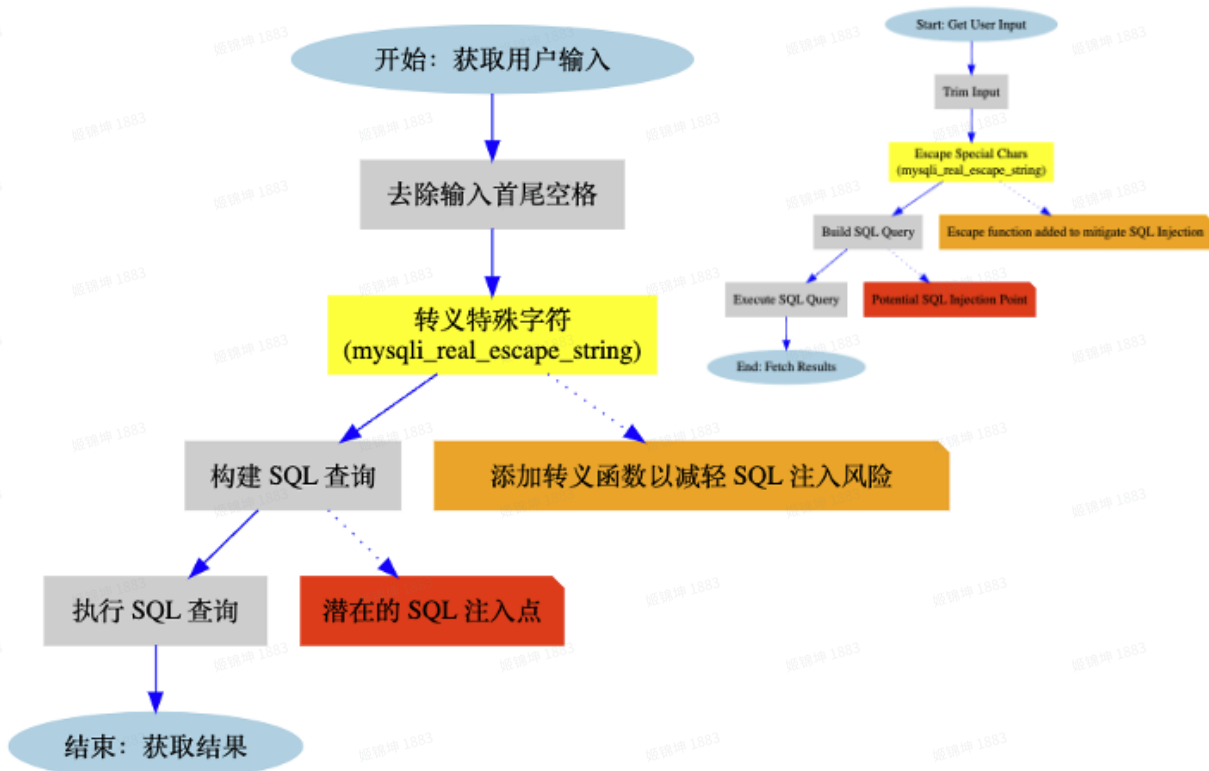 开始：获取用户输入
去除输入首尾空格
转义特殊字符
(mysqli_real_escape_string)
构建 SQL 查询
添加转义函数以减轻 SQL 注入风险
执行 SQL 查询
潜在的 SQL 注入点
结束：获取结果
Start: Get User Input
Trim Input
Escape Special Chars
(mysqli_real_escape_string)
Build SQL Query
Escape function added to mitigate SQL Injection
Execute SQL Query
Potential SQL Injection Point
End: Fetch Results
姬锦坤 1883